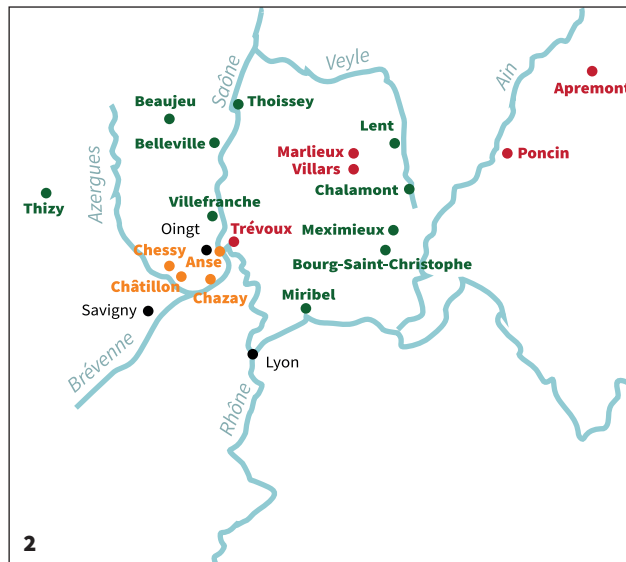 Veyle
Saône
Ain
Apremont
Beaujeu
Thoissey
Lent
Belleville
Marlieux
Poncin
Villars
Azergues
Chalamont
Thizy
Villefranche
Oingt
Trévoux
Meximieux
Chessy
Anse
Bourg-Saint-Christophe
Châtillon
Chazay
Miribel
Savigny
Lyon
Brévenne
Rhône
2